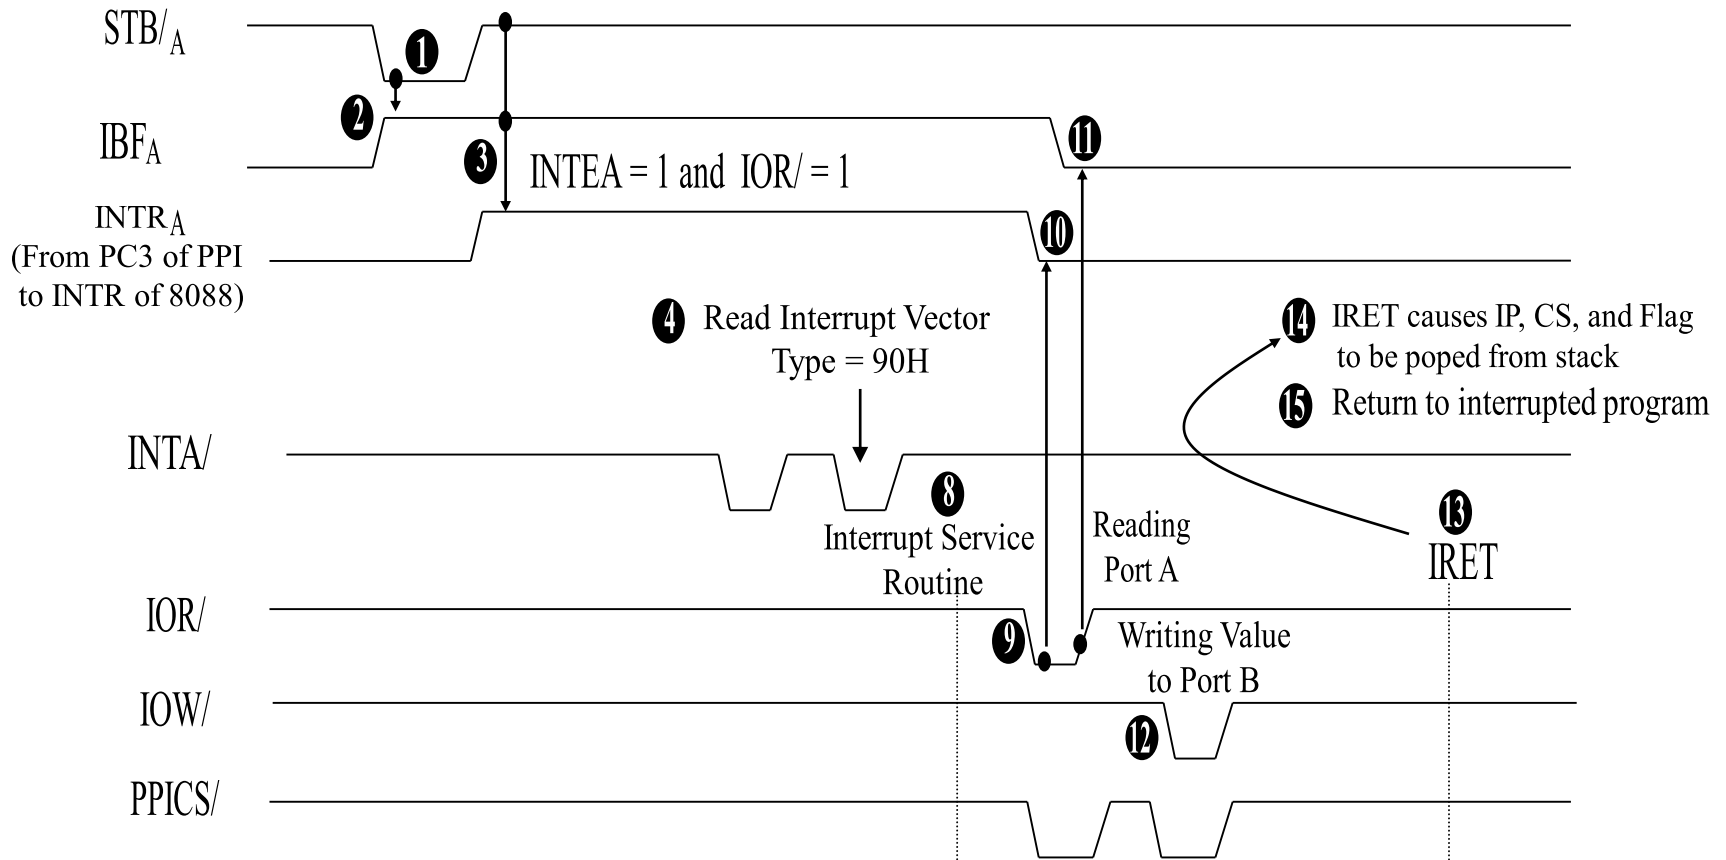 STB/A
1
2
IBFA
11
3
INTEA = 1 and IOR/ = 1
INTRA
(From PC3 of PPI
to INTR of 8088)
10
4 Read Interrupt Vector
Type = 90H
14 IRET causes IP, CS, and Flag
to be poped from stack
15 Return to interrupted program
INTA/
8
Interrupt Service
Routine
Reading
Port A
13
IRET
IOR/
9
Writing Value
to Port B
IOW/
12
PPICS/